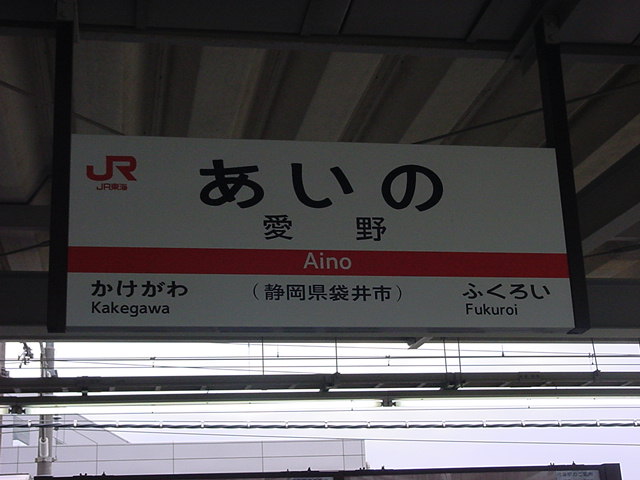 JR
JR東海
あいの
愛野
Aino
かけがわ
Kakegawa
（静岡県袋井市）
ふくろい
Fukuroi